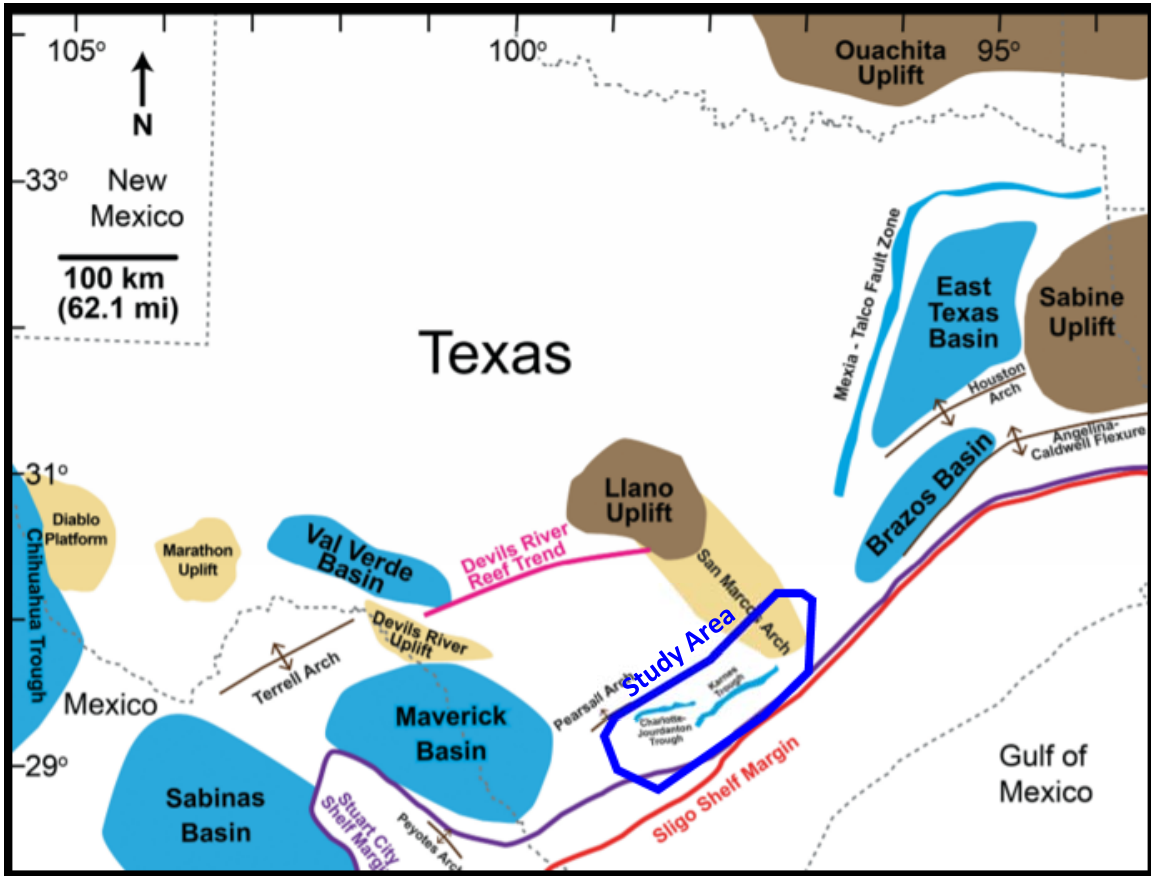 105°
100°
95°
Ouachita
Uplift
N
33°
New
Mexico
100 km
(62.1 mi)
Mexia - Talco Fault Zone
East
Texas
Basin
Sabine
Uplift
Texas
Houston
Arch
Angelina-
Caldwell Flexure
31°
Llano
Uplift
Brazos Basin
Diablo
Platform
Marathon
Uplift
Val Verde
Basin
Devils River
Reef Trend
San Marcos Arch
Chihuahua Trough
Devils River
Uplift
Study Area
Terrell Arch
Pearsall Arch
Karnes
Trough
Charlotte-
Jourdanton
Trough
Mexico
Maverick
Basin
29°
Gulf of
Mexico
Sligo Shelf Margin
Sabinas
Basin
Stuart City
Shelf Margin
Peyotes Arch